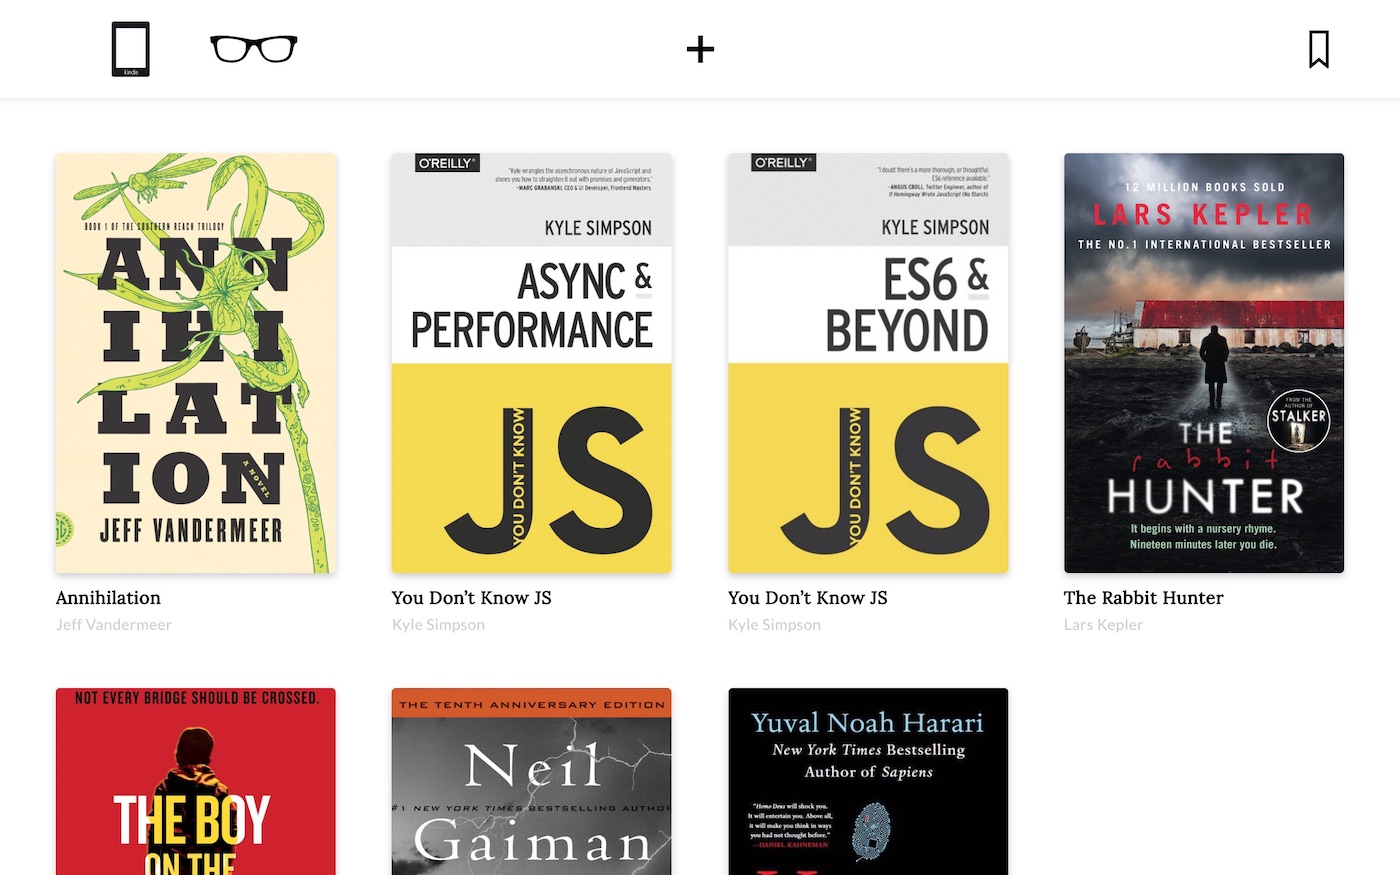 kindle
BOOK 1 OF THE SOUTHERN REACH TRILOGY
ANN
IHI
LAT
ION
A NOVEL
JEFF VANDERMEER
Annihilation
Jeff Vandermeer
O'REILLY®
"Kyle wrangles the asynchronous nature of JavaScript and
shows you how to straighten it out with promises and generators."
—MARC GRABANSKI, CEO & UI Developer, Frontend Masters
KYLE SIMPSON
ASYNC &
PERFORMANCE
YOU DON'T KNOW
JS
You Don’t Know JS
Kyle Simpson
O'REILLY®
"I doubt there's a more thorough, or thoughtful,
ES6 reference available."
—ANGUS CROLL, Twitter Engineer, author of
If Hemingway Wrote JavaScript (No Starch)
KYLE SIMPSON
ES6 &
BEYOND
YOU DON'T KNOW
JS
You Don’t Know JS
Kyle Simpson
12 MILLION BOOKS SOLD
LARS KEPLER
THE NO.1 INTERNATIONAL BESTSELLER
FROM THE
AUTHOR OF
STALKER
THE
rabbit
HUNTER
It begins with a nursery rhyme.
Nineteen minutes later you die.
The Rabbit Hunter
Lars Kepler
NOT EVERY BRIDGE SHOULD BE CROSSED.
THE BOY
ON THE
THE TENTH ANNIVERSARY EDITION
Neil
#1 NEW YORK TIMES BESTSELLING AUTHOR
Gaiman
Yuval Noah Harari
New York Times Bestselling
Author of Sapiens
"Homo Deus will shock you.
It will entertain you. Above all,
it will make you think in ways
you had not thought before."
—DANIEL KAHNEMAN